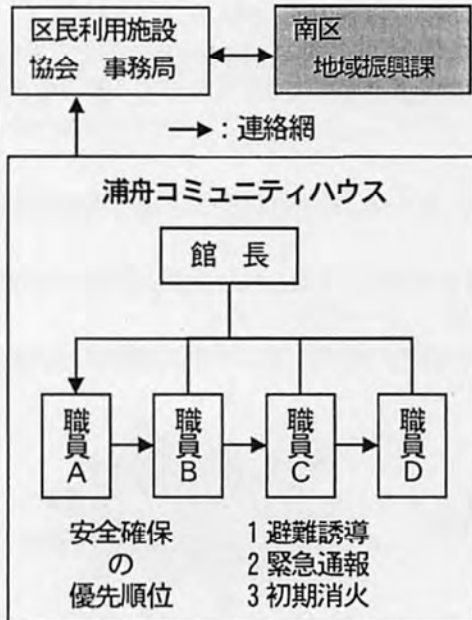 区民利用施設
協会 事務局
南区
地域振興課
→：連絡網
浦舟コミュニティハウス
館 長
職員A
職員B
職員C
職員D
安全確保
の
優先順位
1 避難誘導
2 緊急通報
3 初期消火